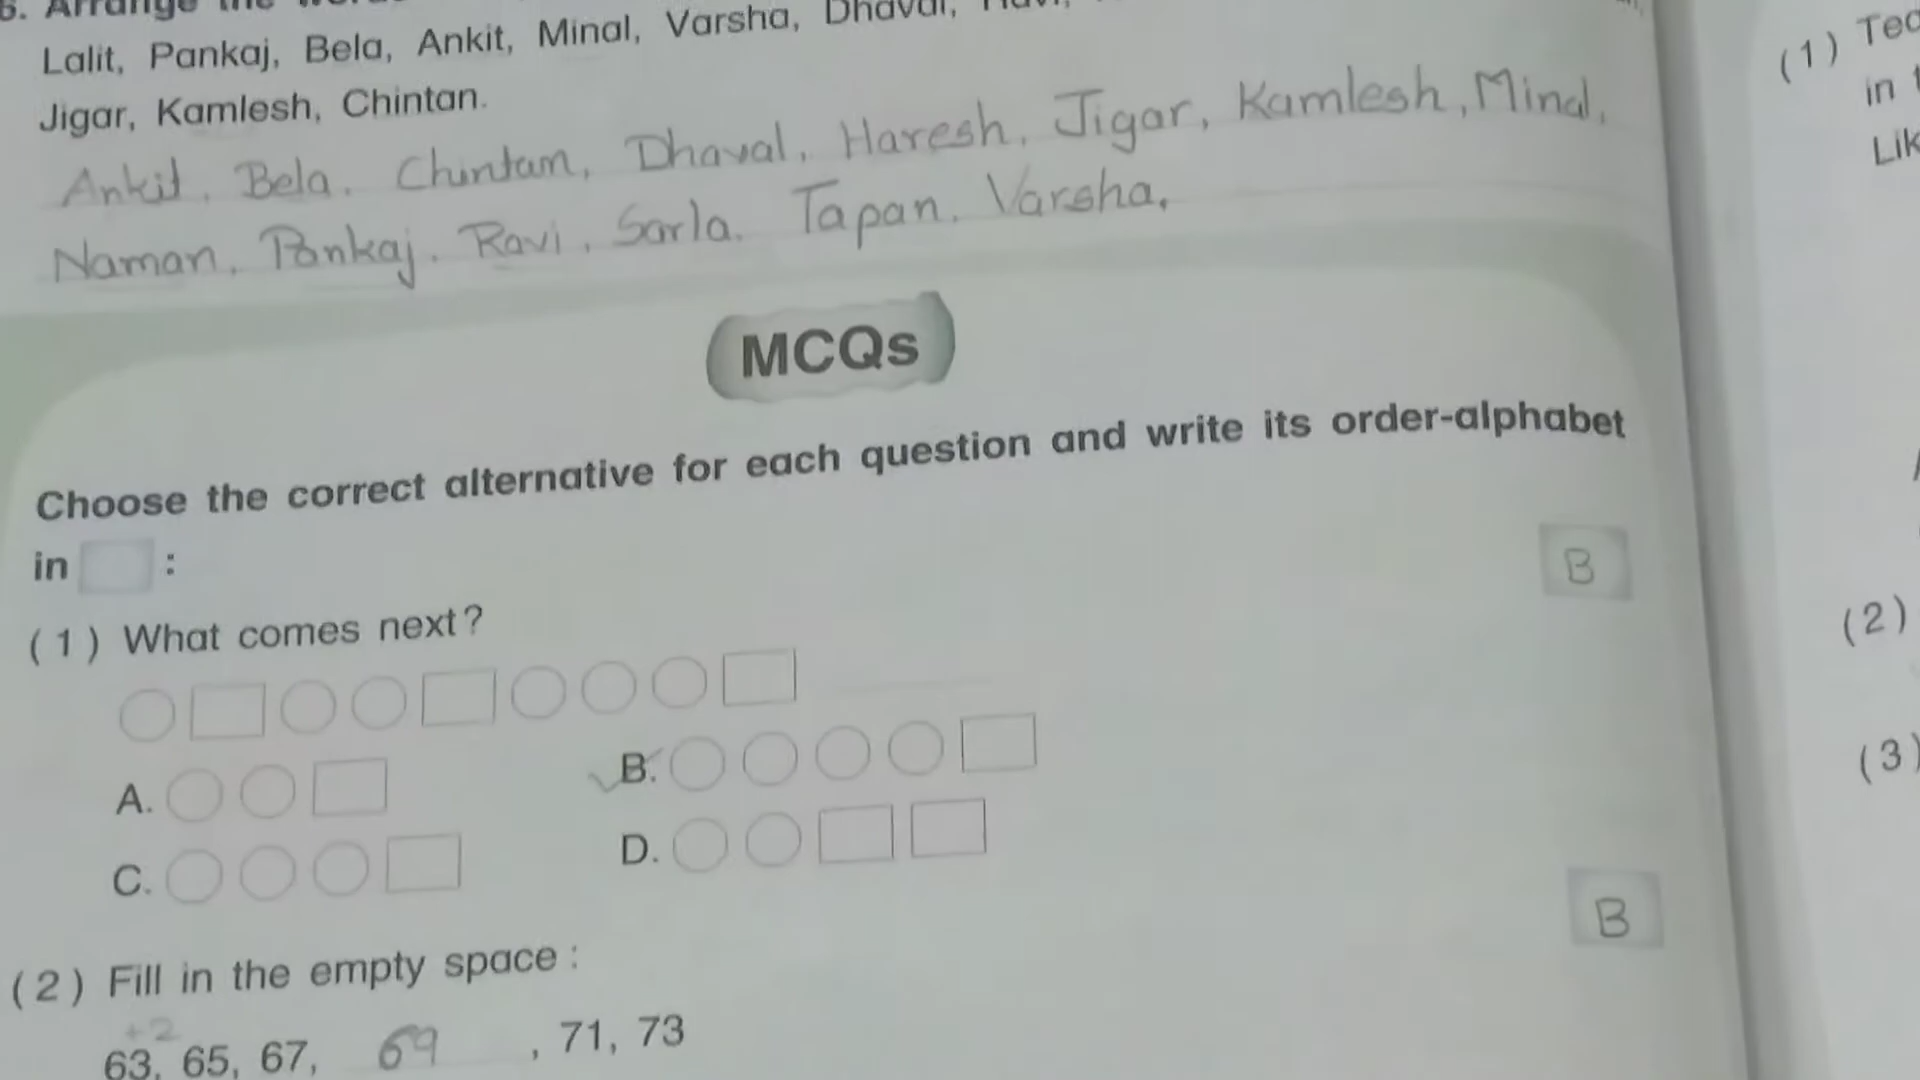 6. Arrange the
Lalit, Pankaj, Bela, Ankit, Minal, Varsha, Dhaval,
Jigar, Kamlesh, Chintan.
Ankit, Bela, Chintan, Dhaval, Haresh, Jigar, Kamlesh, Minal,
Naman, Pankaj, Ravi, Sarla, Tapan, Varsha,
MCQs
Choose the correct alternative for each question and write its order-alphabet
in :
B
(1) What comes next?
A.
B.
C.
D.
B
(2) Fill in the empty space :
+2
63, 65, 67, 69 , 71, 73
(1)
in
(2)
(3)